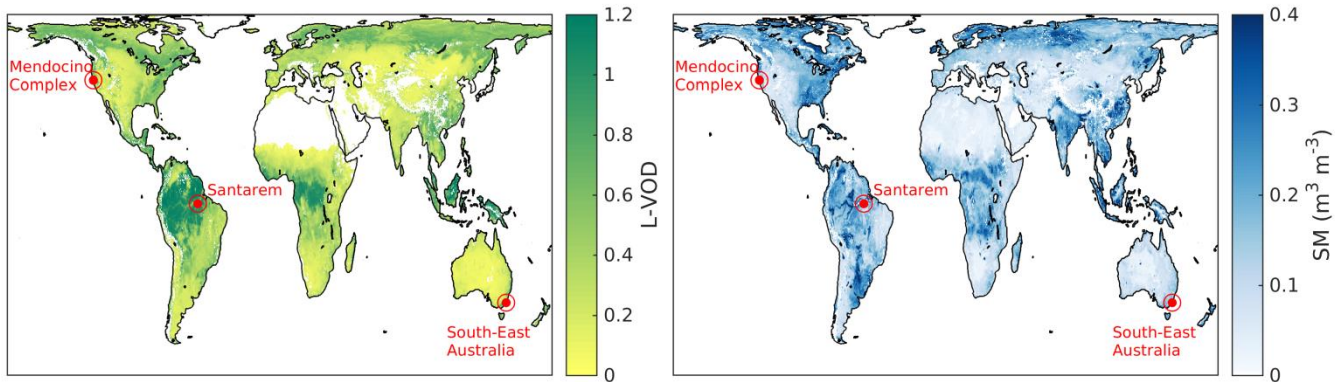 Mendocino
Complex
Santarem
South-East
Australia
1.2
1
0.8
0.6
0.4
0.2
0
L-VOD
Mendocino
Complex
Santarem
South-East
Australia
0.4
0.3
0.2
0.1
0
SM (m³ m⁻³)